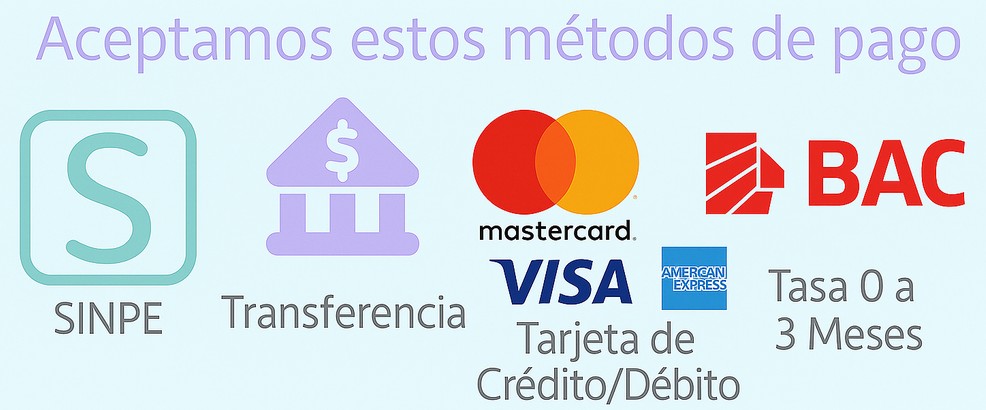 Aceptamos estos métodos de pago
S
SINPE
$
Transferencia
mastercard.
VISA
AMERCAN
EXPRESS
Tarjeta de
Crédito/Débito
BAC
Tasa 0 a
3 Meses